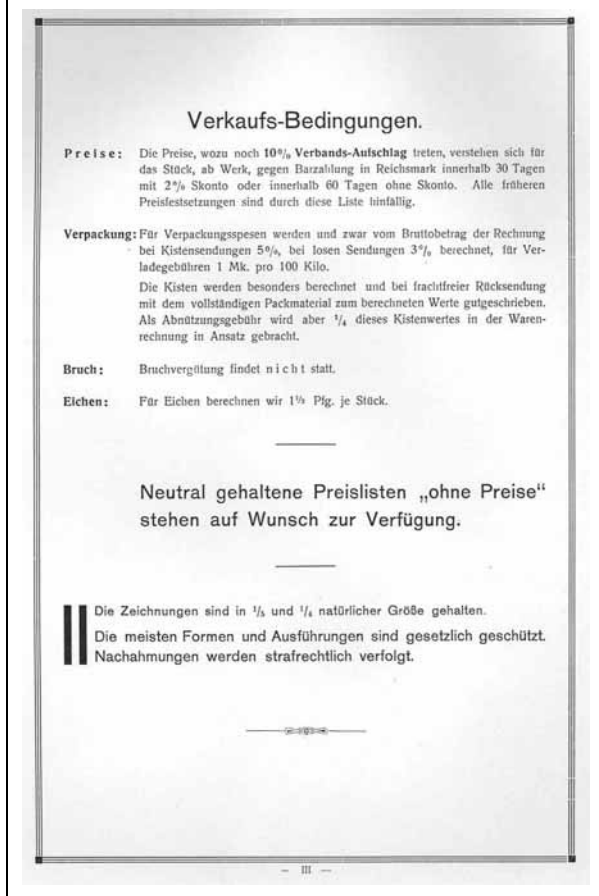 Verkaufs-Bedingungen.
Preise: Die Preise, wozu noch 10% Verbands-Aufschlag treten, verstehen sich für
das Stück, ab Werk, gegen Barzahlung in Reichsmark innerhalb 30 Tagen
mit 2% Skonto oder innerhalb 60 Tagen ohne Skonto. Alle früheren
Preisfestsetzungen sind durch diese Liste hinfällig.
Verpackung: Für Verpackungsspesen werden und zwar vom Bruttobetrag der Rechnung
bei Kistensendungen 5%, bei losen Sendungen 3% berechnet, für Ver-
ladegebühren 1 Mk. pro 100 Kilo.
Die Kisten werden besonders berechnet und bei frachtfreier Rücksendung
mit dem vollständigen Packmaterial zum berechneten Werte gutgeschrieben.
Als Abnützungsgebühr wird aber 1/4 dieses Kistenwertes in der Waren-
rechnung in Ansatz gebracht.
Bruch: Bruchvergütung findet nicht statt.
Eichen: Für Eichen berechnen wir 1½ Pfg. je Stück.
Neutral gehaltene Preislisten „ohne Preise“
stehen auf Wunsch zur Verfügung.
Die Zeichnungen sind in und natürlicher Größe gehalten.
Die meisten Formen und Ausführungen sind gesetzlich geschützt.
Nachahmungen werden strafrechtlich verfolgt.
— III —